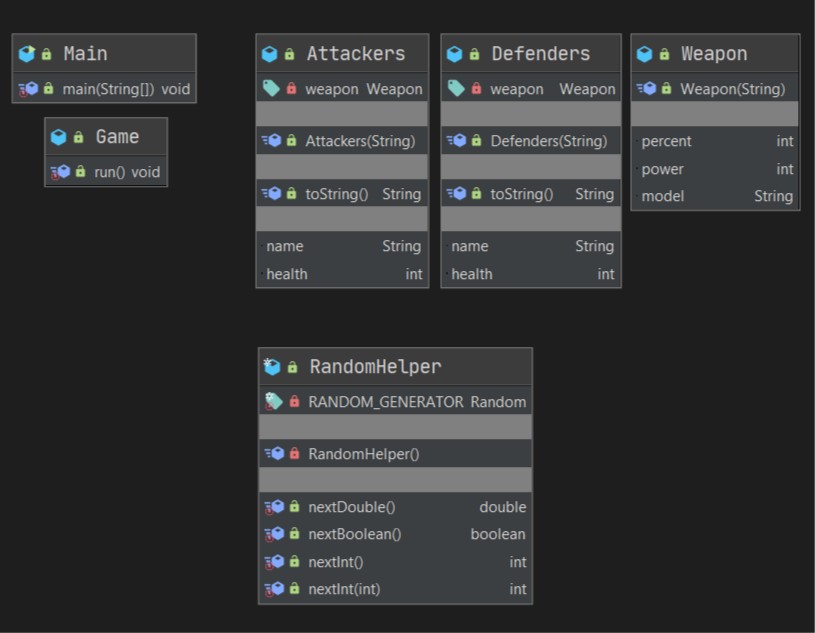 Main
main(String[]) void
Game
run() void
Attackers
weapon Weapon
Attackers(String)
toString() String
name String
health int
Defenders
weapon Weapon
Defenders(String)
toString() String
name String
health int
Weapon
Weapon(String)
percent int
power int
model String
RandomHelper
RANDOM_GENERATOR Random
RandomHelper()
nextDouble() double
nextBoolean() boolean
nextInt() int
nextInt(int) int